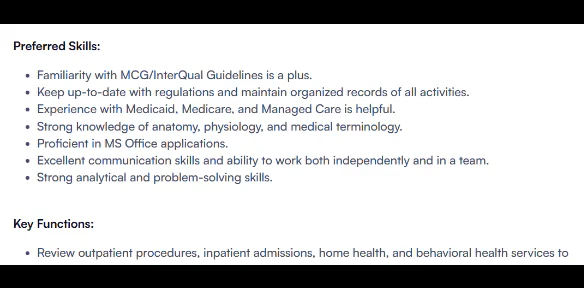 Preferred Skills:
• Familiarity with MCG/InterQual Guidelines is a plus.
• Keep up-to-date with regulations and maintain organized records of all activities.
• Experience with Medicaid, Medicare, and Managed Care is helpful.
• Strong knowledge of anatomy, physiology, and medical terminology.
• Proficient in MS Office applications.
• Excellent communication skills and ability to work both independently and in a team.
• Strong analytical and problem-solving skills.
Key Functions:
• Review outpatient procedures, inpatient admissions, home health, and behavioral health services to